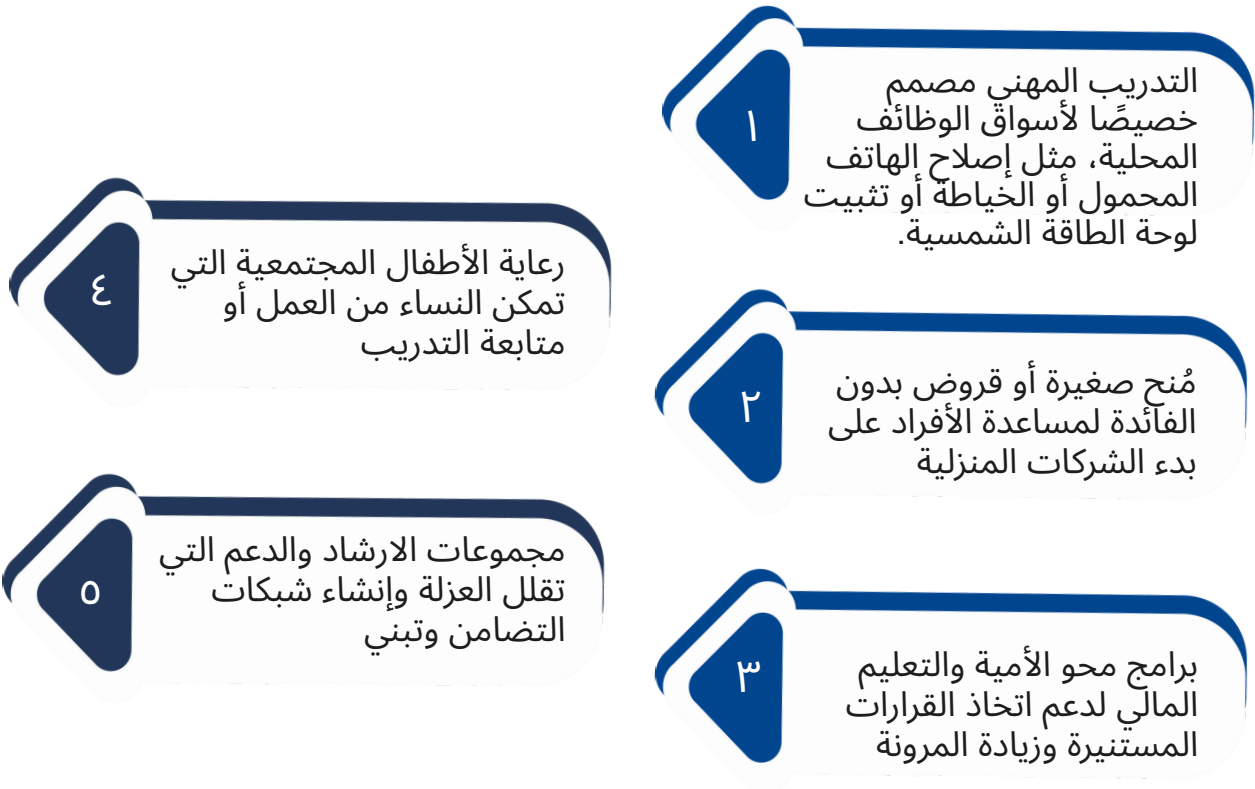 ١
التدريب المهني مصمم
خصيصًا لأسواق الوظائف
المحلية، مثل إصلاح الهاتف
المحمول أو الخياطة أو تثبيت
لوحة الطاقة الشمسية.
٢
مُنح صغيرة أو قروض بدون
الفائدة لمساعدة الأفراد على
بدء الشركات المنزلية
٣
برامج محو الأمية والتعليم
المالي لدعم اتخاذ القرارات
المستنيرة وزيادة المرونة
٤
رعاية الأطفال المجتمعية التي
تمكن النساء من العمل أو
متابعة التدريب
٥
مجموعات الارشاد والدعم التي
تقلل العزلة وإنشاء شبكات
التضامن وتبني